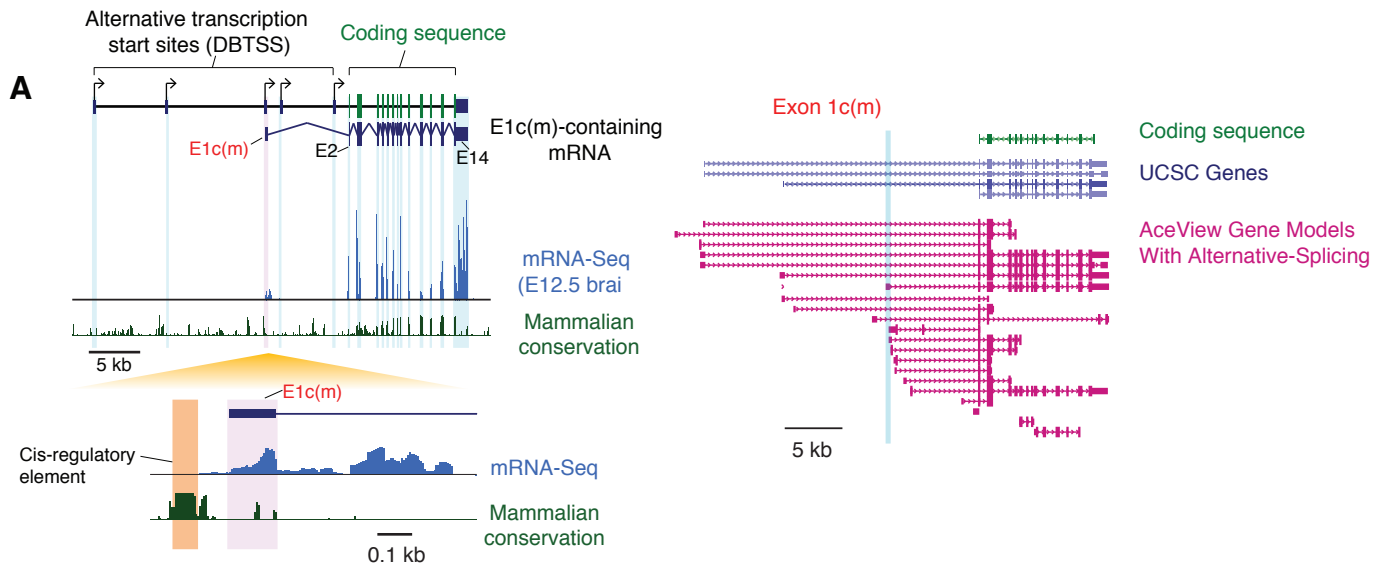 A
Alternative transcription
start sites (DBTSS)
Coding sequence
E1c(m)
E2
E14
E1c(m)-containing
mRNA
mRNA-Seq
(E12.5 brai
Mammalian
conservation
5 kb
E1c(m)
Cis-regulatory
element
mRNA-Seq
Mammalian
conservation
0.1 kb
Exon 1c(m)
Coding sequence
UCSC Genes
AceView Gene Models
With Alternative-Splicing
5 kb